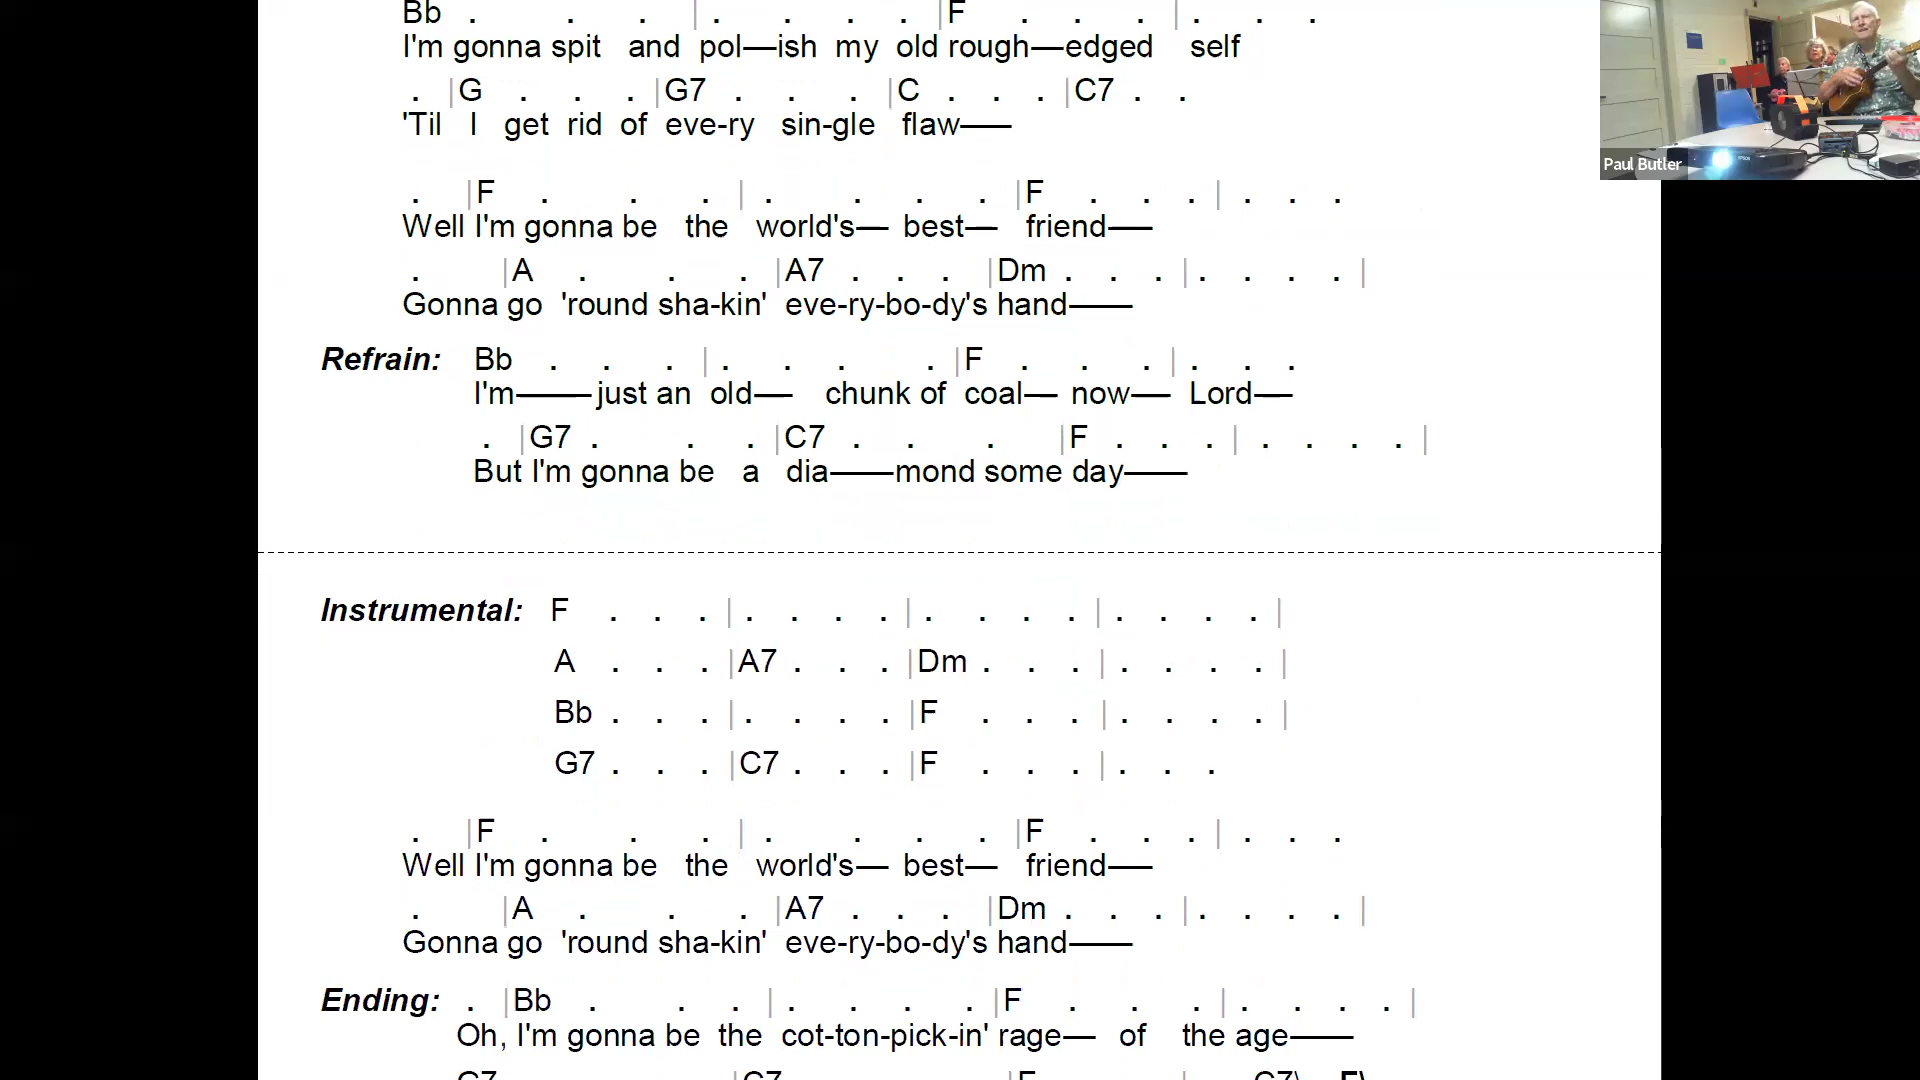 Bb . . . |. . . . |F . . . |. . .
I'm gonna spit and pol—ish my old rough—edged self
. |G . . . |G7 . . . |C . . . |C7 . .
'Til I get rid of eve-ry sin-gle flaw——
. |F . . . | . . . . |F . . . | . . .
Well I'm gonna be the world's— best— friend——
. |A . . . |A7 . . . |Dm . . . | . . . . |
Gonna go 'round sha-kin' eve-ry-bo-dy's hand——
Refrain: Bb . . . | . . . . |F . . . | . . .
I'm——just an old— chunk of coal— now— Lord—
. |G7 . . . |C7 . . . |F . . . | . . . . |
But I'm gonna be a dia——mond some day——
Instrumental: F . . . | . . . . | . . . . | . . . . |
A . . . |A7 . . . |Dm . . . | . . . . |
Bb . . . | . . . . |F . . . | . . . . |
G7 . . . |C7 . . . |F . . . | . . .
. |F . . . | . . . . |F . . . | . . .
Well I'm gonna be the world's— best— friend——
. |A . . . |A7 . . . |Dm . . . | . . . . |
Gonna go 'round sha-kin' eve-ry-bo-dy's hand——
Ending: . |Bb . . . | . . . . |F . . . | . . . . |
Oh, I'm gonna be the cot-ton-pick-in' rage— of the age——
Paul Butler